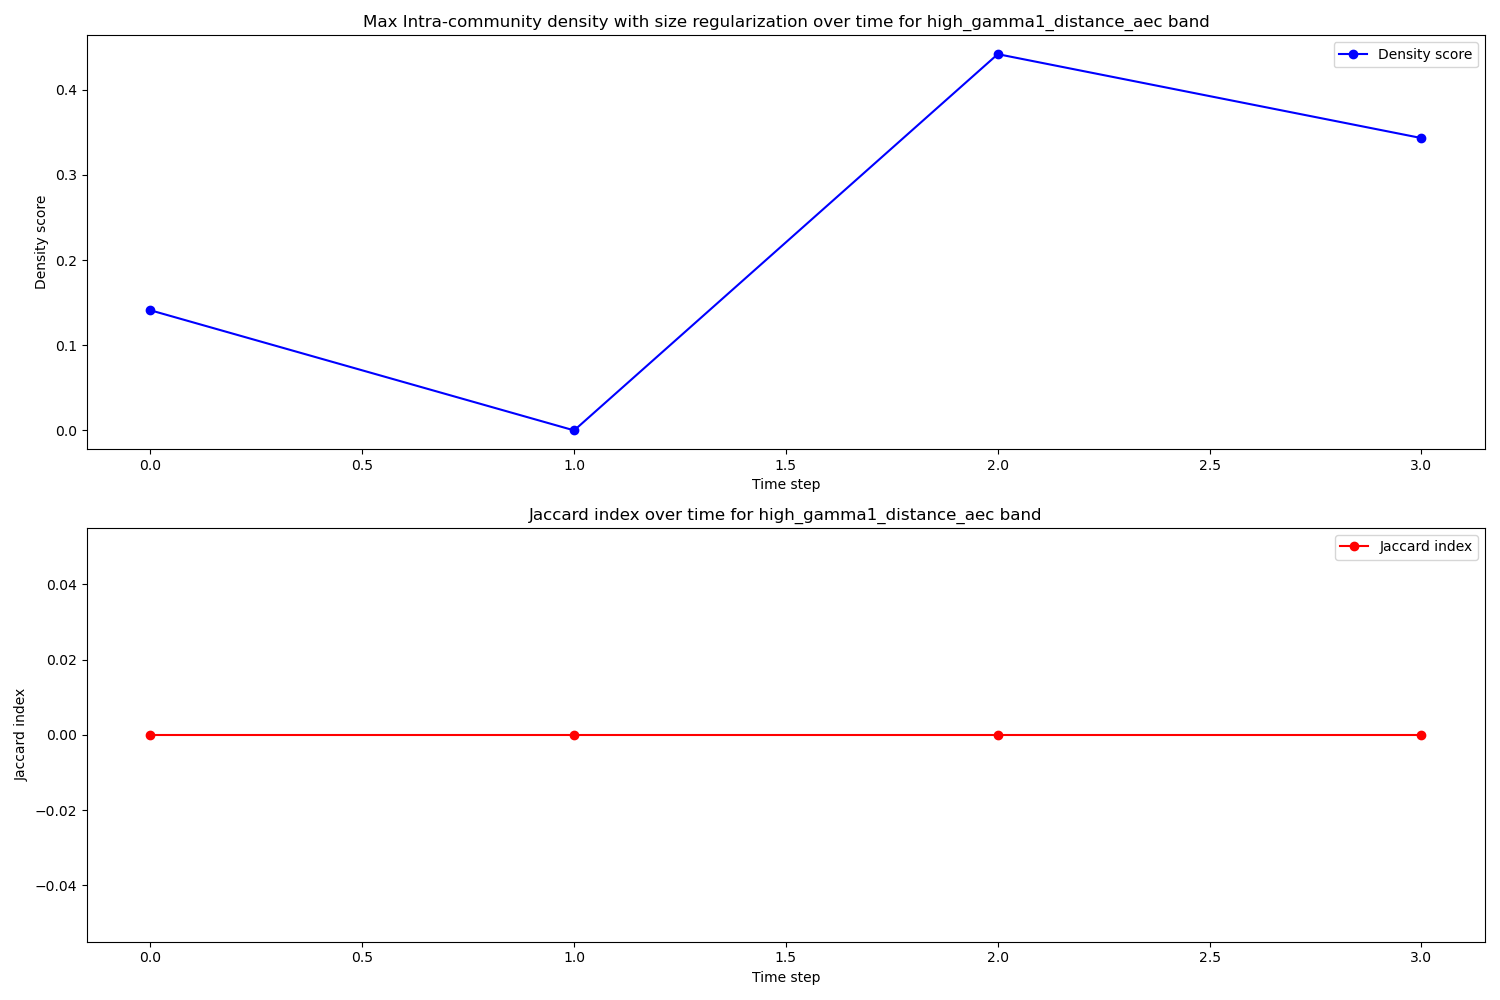 Max Intra-community density with size regularization over time for high_gamma1_distance_aec band
Density score
0.4
0.3
0.2
0.1
0.0
Density score
0.0 0.5 1.0 1.5 2.0 2.5 3.0
Time step
Jaccard index over time for high_gamma1_distance_aec band
Jaccard index
0.04
0.02
0.00
−0.02
−0.04
Jaccard index
0.0 0.5 1.0 1.5 2.0 2.5 3.0
Time step